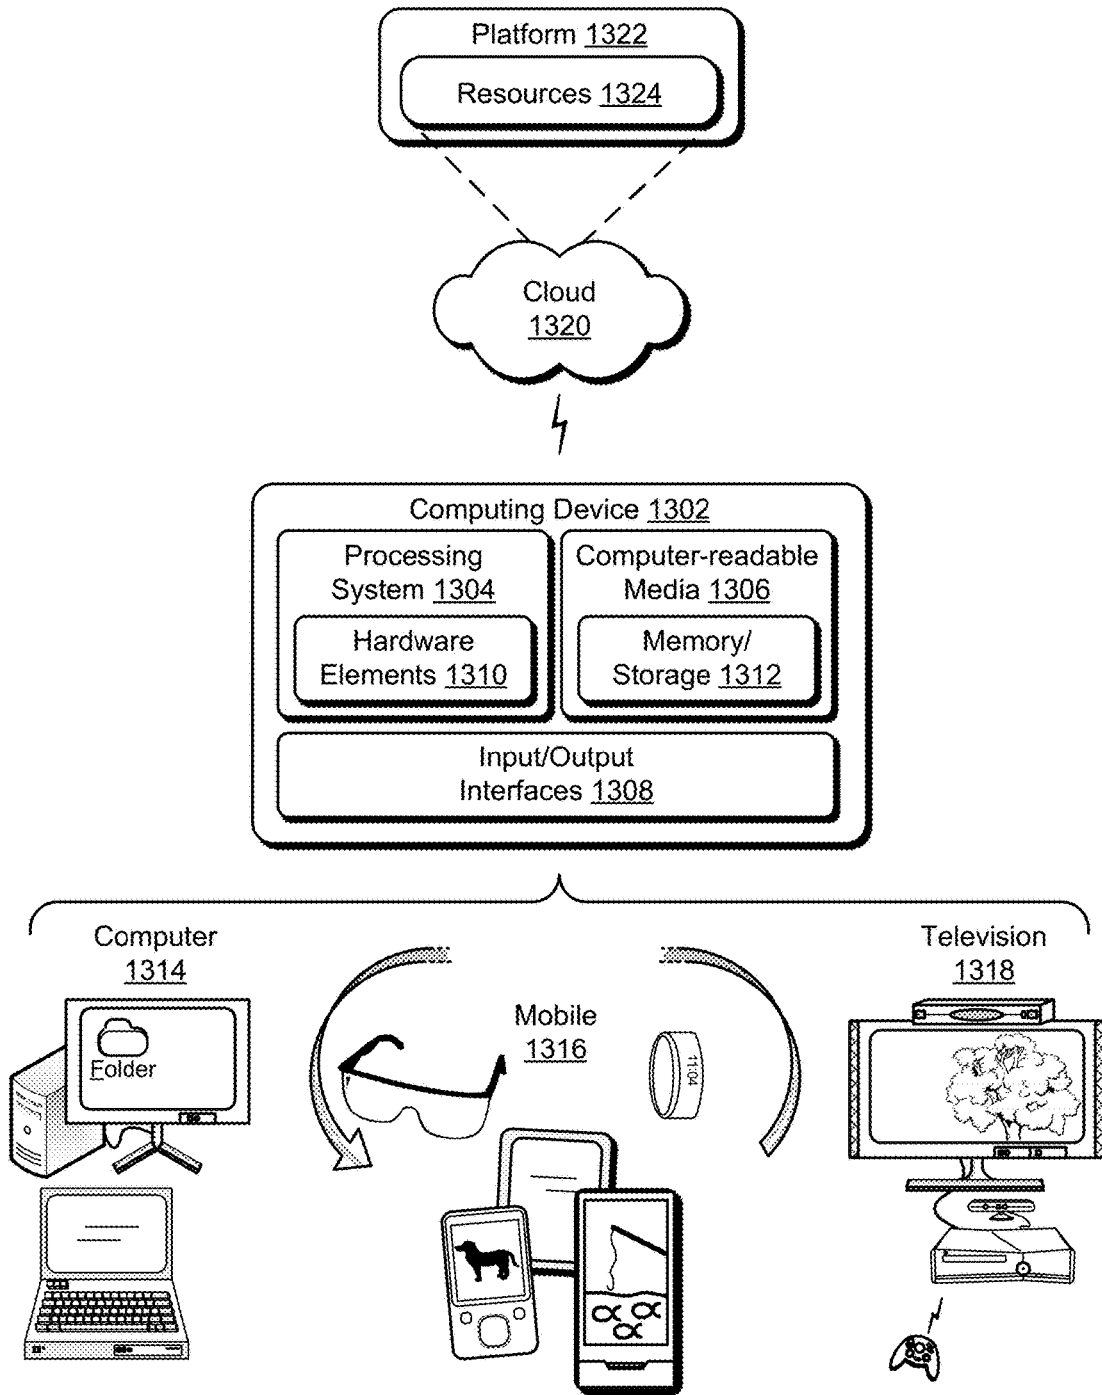 Platform 1322
Resources 1324
Cloud
1320
Computing Device 1302
Processing
System 1304
Computer-readable
Media 1306
Hardware
Elements 1310
Memory/
Storage 1312
Input/Output
Interfaces 1308
Computer
1314
Mobile
1316
Television
1318
Folder
11:04